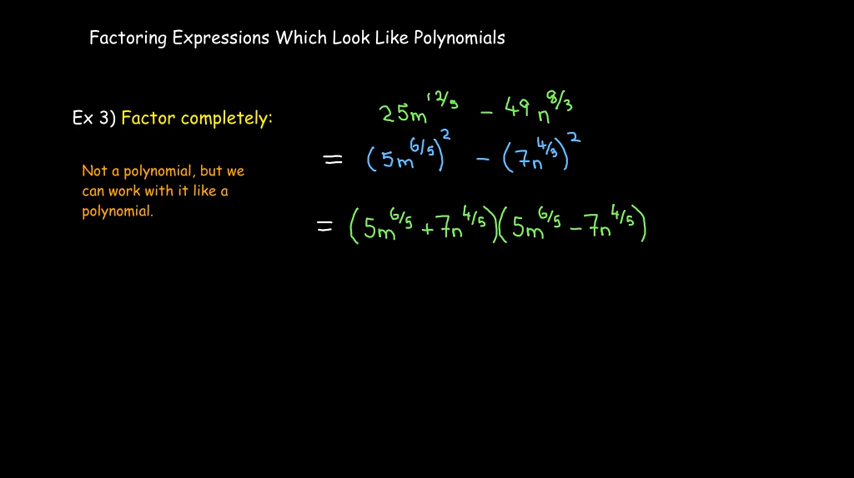 Factoring Expressions Which Look Like Polynomials
Ex 3) Factor completely:
25m^12/5 - 49n^8/3
= (5m^6/5)^2 - (7n^4/3)^2
Not a polynomial, but we
can work with it like a
polynomial.
= (5m^6/5 + 7n^4/5)(5m^6/5 - 7n^4/5)